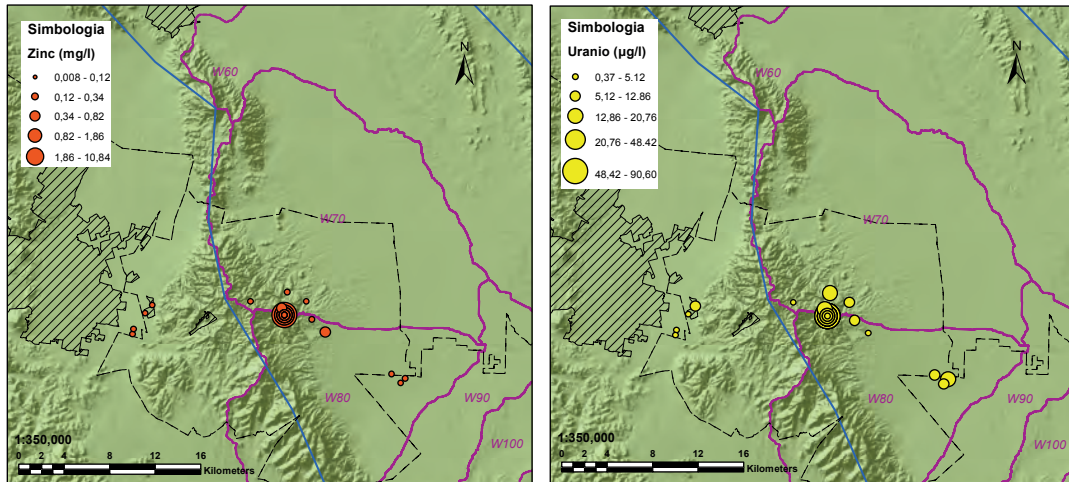 Simbologia
Zinc (mg/l)
0,008 - 0,12
0,12 - 0,34
0,34 - 0,82
0,82 - 1,86
1,86 - 10,84
N
W60
W70
W80
W90
W100
1:350,000
0 2 4 8 12 16
Kilometers
Simbologia
Uranio (µg/l)
0,37 - 5.12
5,12 - 12.86
12,86 - 20,76
20,76 - 48.42
48,42 - 90,60
N
W60
W70
W80
W90
W100
1:350,000
0 2 4 8 12 16
Kilometers